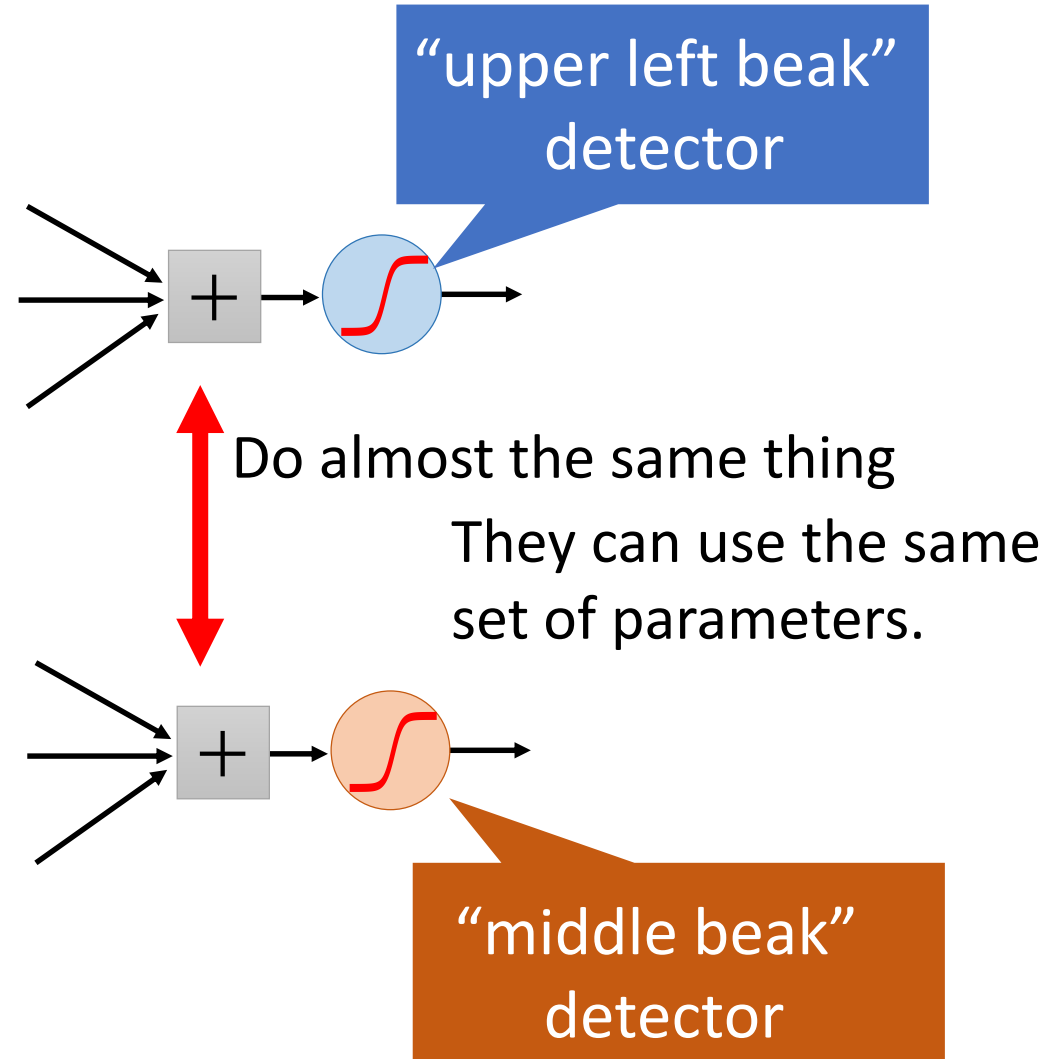 “upper left beak”
detector
+
Do almost the same thing
They can use the same
set of parameters.
+
“middle beak”
detector